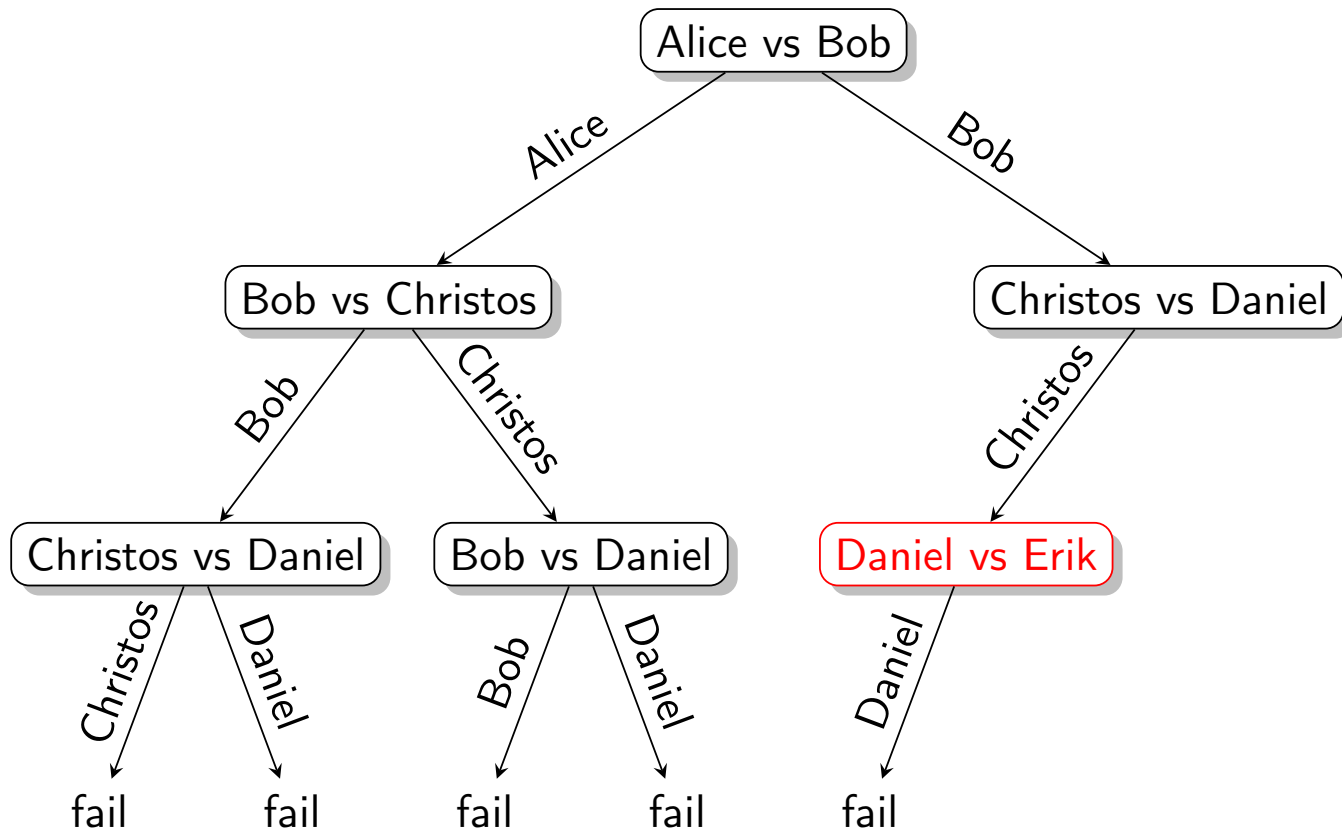 Alice vs Bob
Alice
Bob
Bob vs Christos
Christos vs Daniel
Bob
Christos
Christos
Christos vs Daniel
Bob vs Daniel
Daniel vs Erik
Christos
Daniel
Bob
Daniel
Daniel
fail
fail
fail
fail
fail